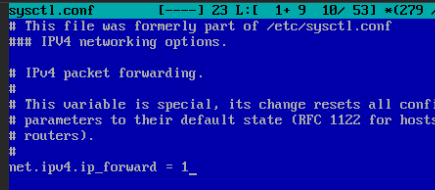 sysctl.conf [----] 23 L:[ 1+ 9 10/ 53] *(279 /
# This file was formerly part of /etc/sysctl.conf
### IPV4 networking options.
# IPv4 packet forwarding.
#
# This variable is special, its change resets all confi
# parameters to their default state (RFC 1122 for hosts
# routers).
#
net.ipv4.ip_forward = 1_